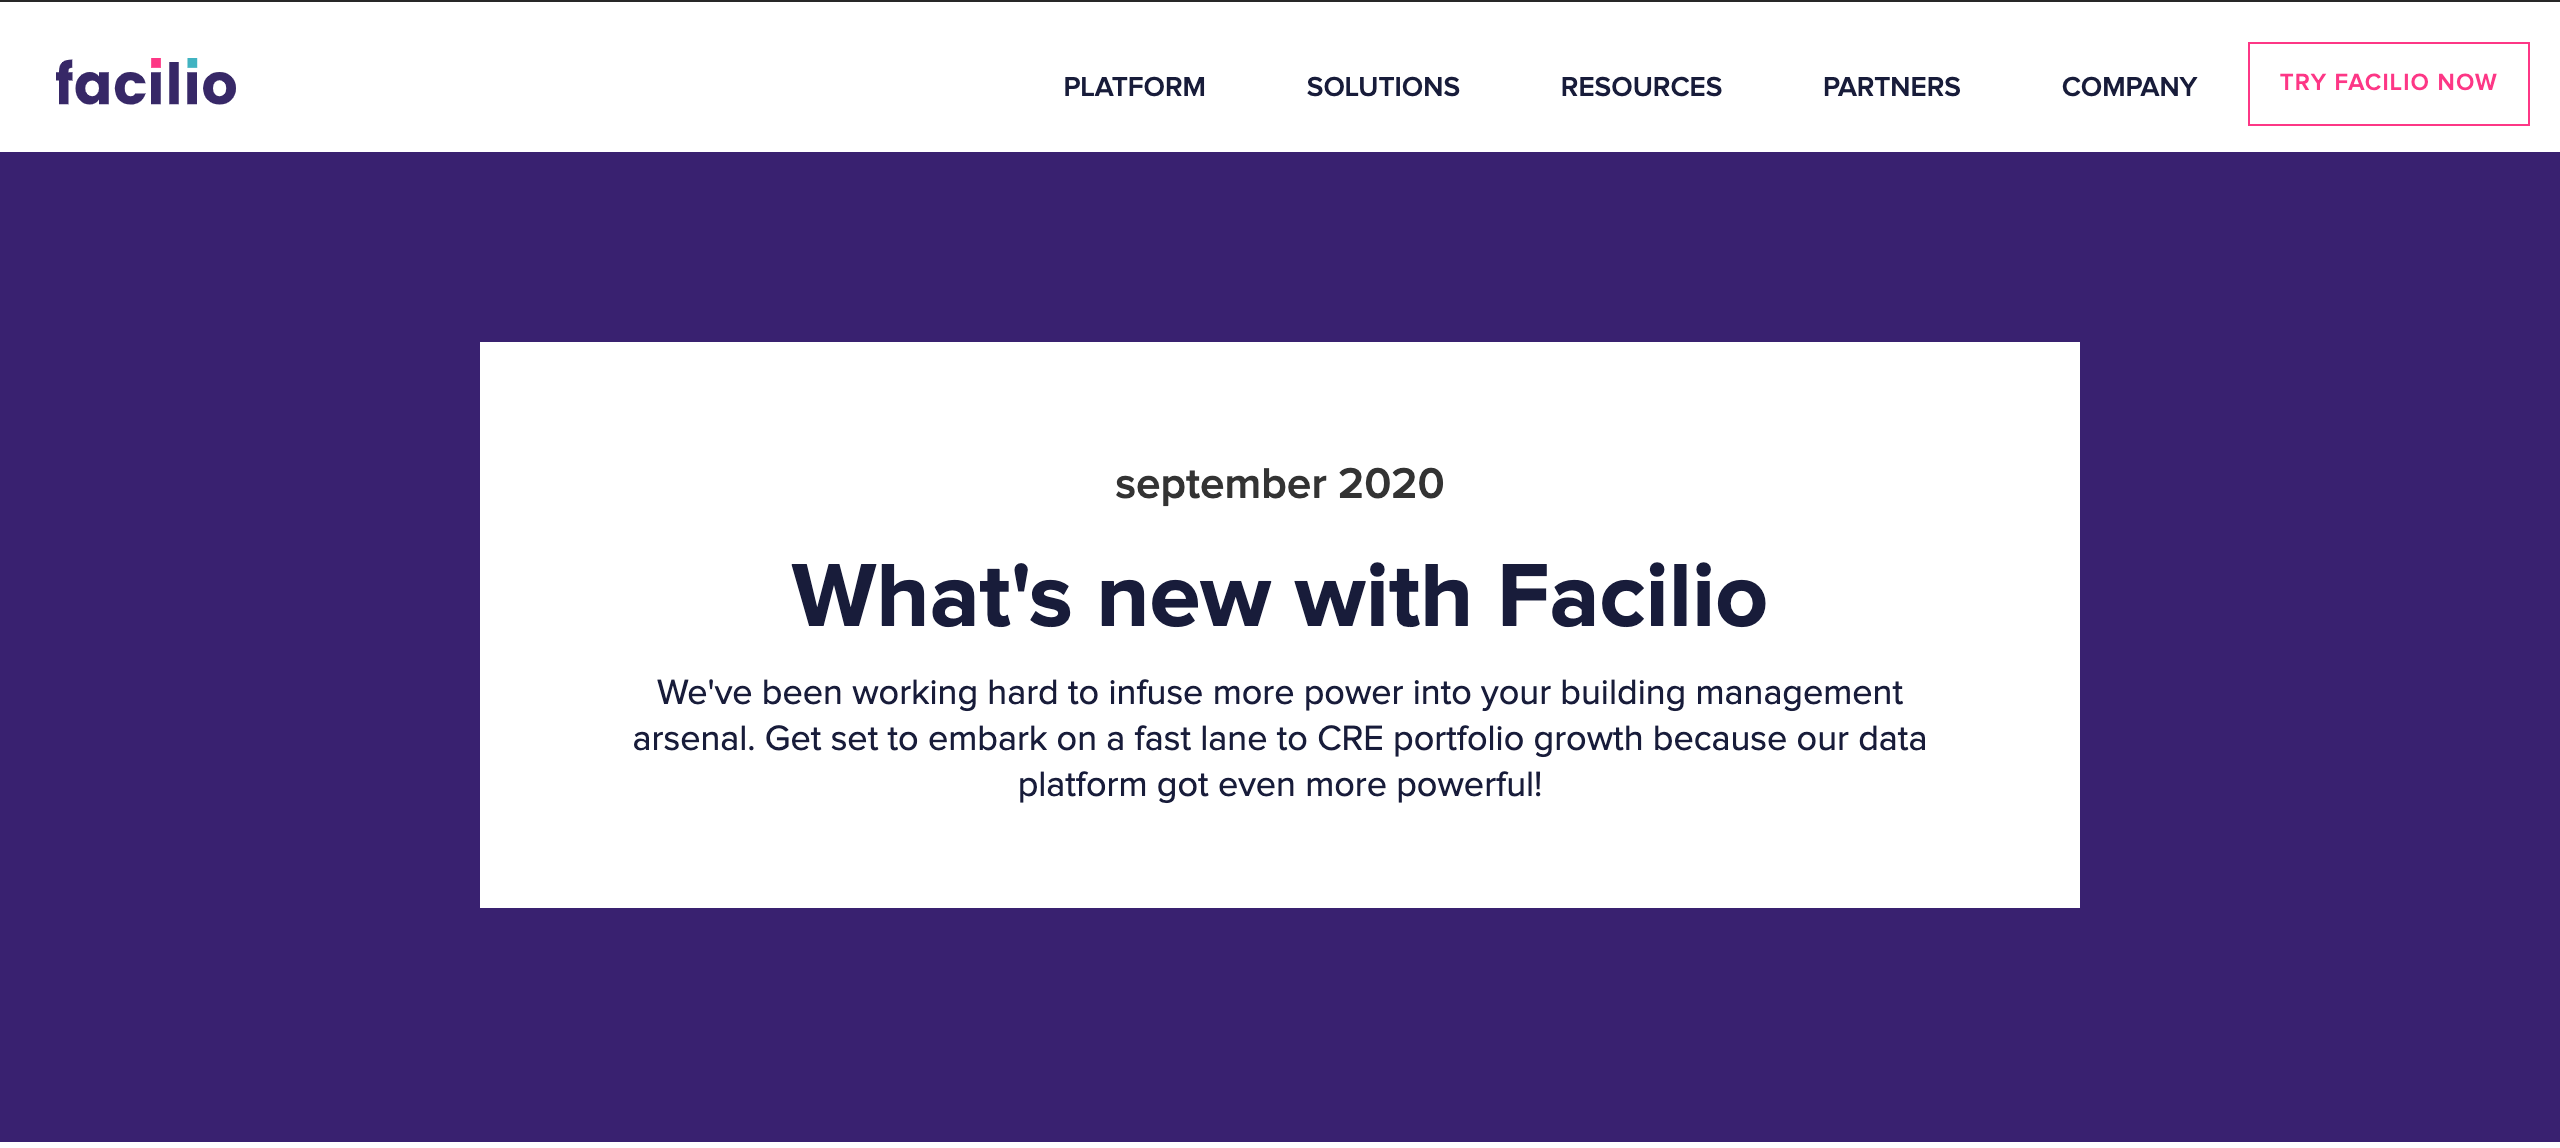 facilio
PLATFORM
SOLUTIONS
RESOURCES
PARTNERS
COMPANY
TRY FACILIO NOW
september 2020
What's new with Facilio
We've been working hard to infuse more power into your building management
arsenal. Get set to embark on a fast lane to CRE portfolio growth because our data
platform got even more powerful!